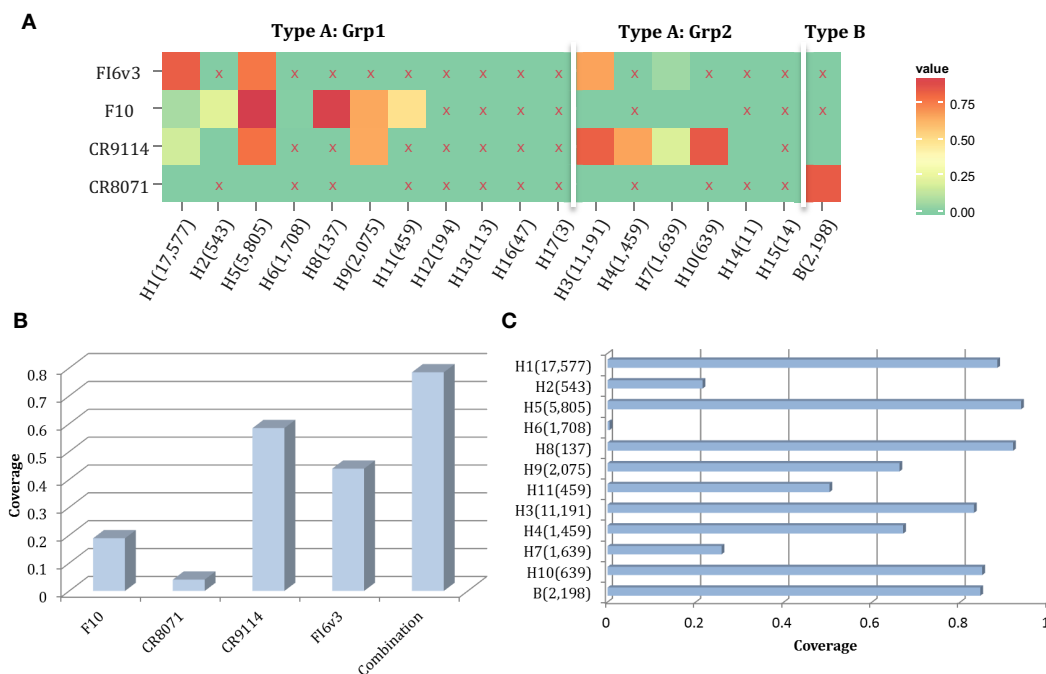 A
Type A: Grp1 Type A: Grp2 Type B
FI6v3 x x x x x x x x x x x x x x
F10 x x x x x x x x
CR9114 x x x x x x x x
CR8071 x x x x x x x x x x x x
H1(17,577) H2(543) H5(5,805) H6(1,708) H8(137) H9(2,075) H11(459) H12(194) H13(113) H16(47) H17(3) H3(11,191) H4(1,459) H7(1,639) H10(639) H14(11) H15(14) B(2,198)
value
0.75
0.50
0.25
0.00
B
Coverage
0.8
0.7
0.6
0.5
0.4
0.3
0.2
0.1
0
F10 CR8071 CR9114 FI6v3 Combination
C
H1(17,577)
H2(543)
H5(5,805)
H6(1,708)
H8(137)
H9(2,075)
H11(459)
H3(11,191)
H4(1,459)
H7(1,639)
H10(639)
B(2,198)
0 0.2 0.4 0.6 0.8 1
Coverage